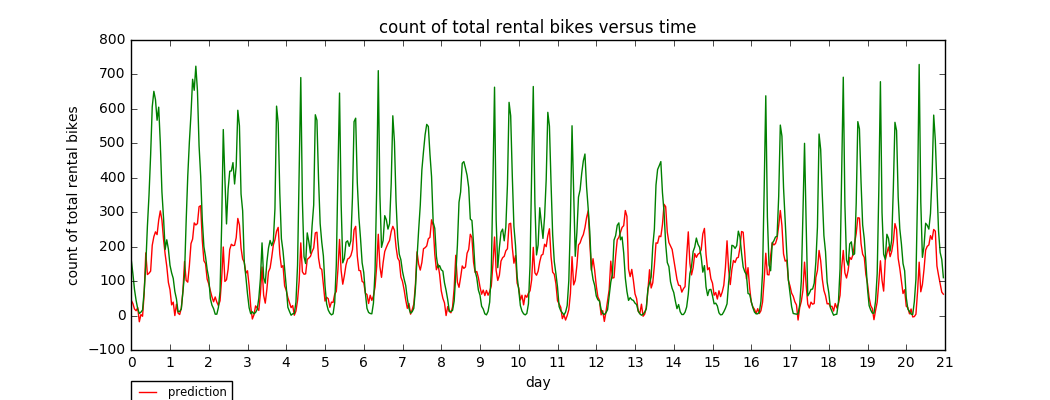 count of total rental bikes versus time
count of total rental bikes
800
700
600
500
400
300
200
100
0
−100
0 1 2 3 4 5 6 7 8 9 10 11 12 13 14 15 16 17 18 19 20 21
day
prediction